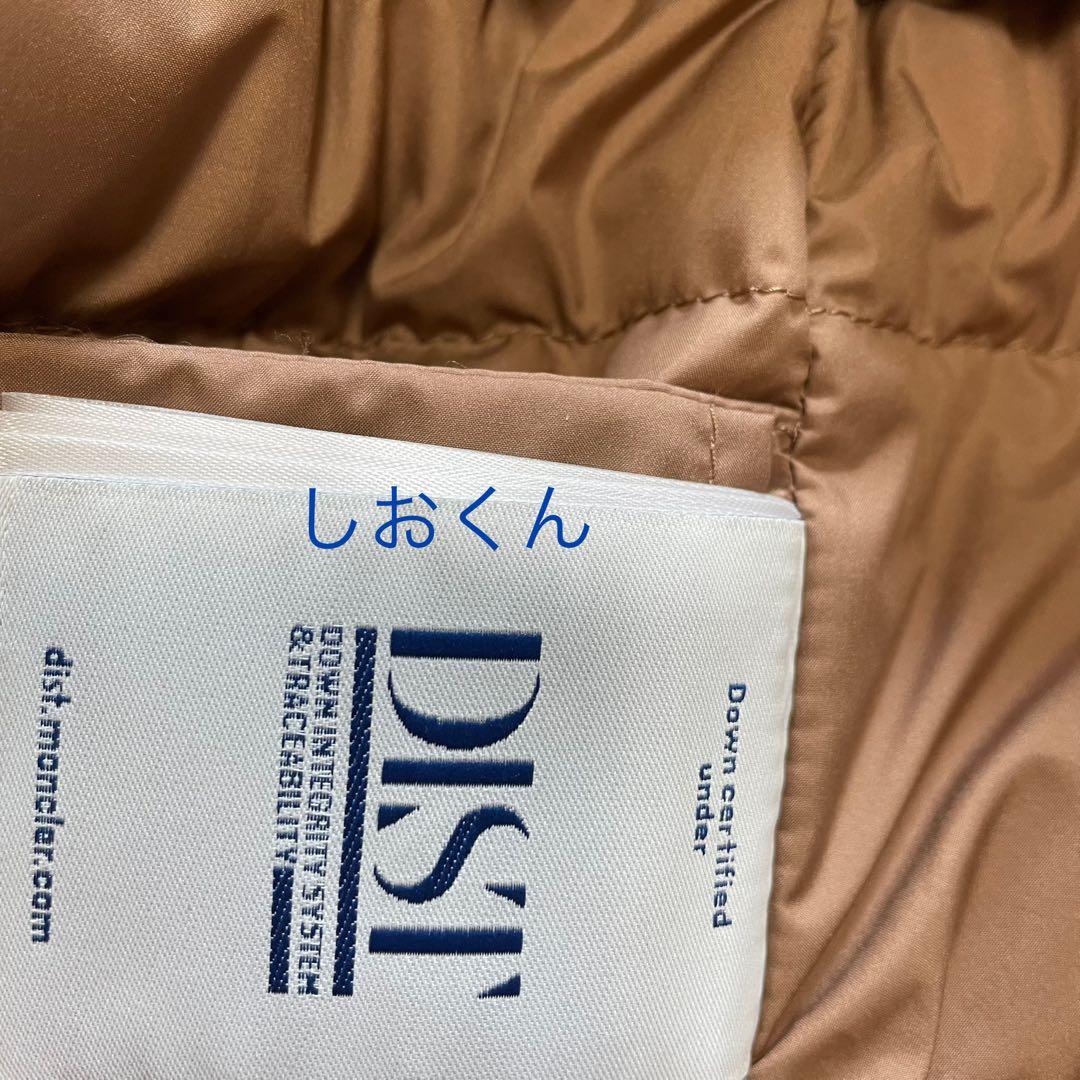 しおくん
Down certified
under
DIST
DOWN INTEGRITY SYSTEM
&TRACEABILITY
dist.moncler.com